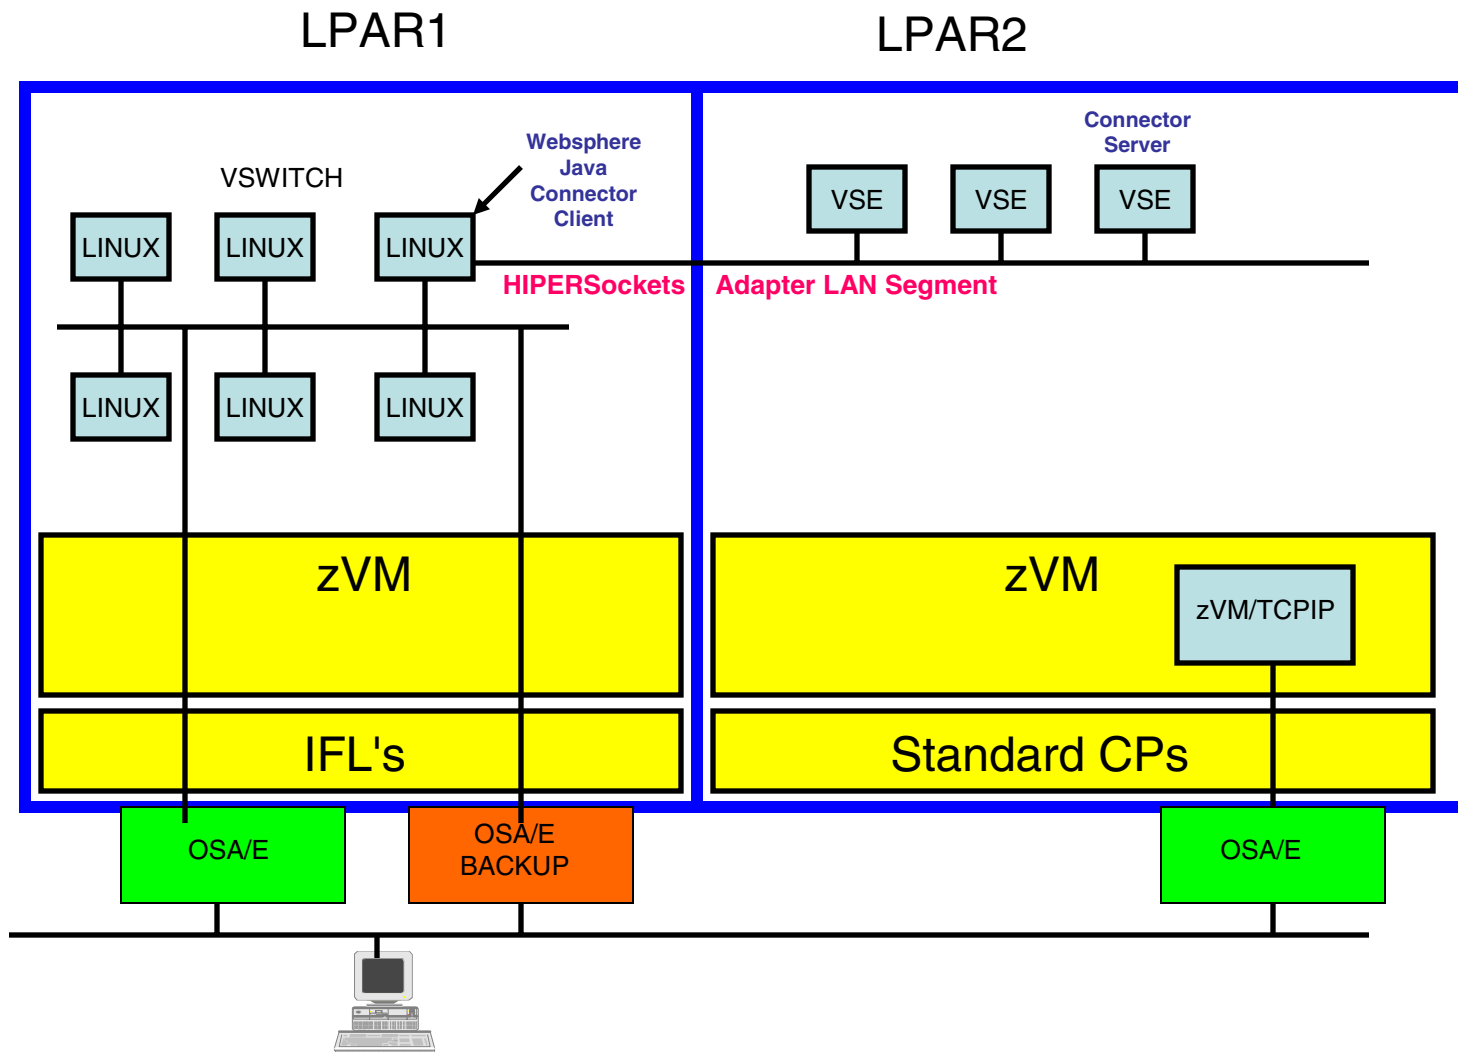 LPAR1
LPAR2
Websphere
Java
Connector
Client
Connector
Server
VSWITCH
VSE
VSE
VSE
LINUX
LINUX
LINUX
HIPERSockets
Adapter LAN Segment
LINUX
LINUX
LINUX
zVM
zVM
zVM/TCPIP
IFL's
Standard CPs
OSA/E
OSA/E
BACKUP
OSA/E